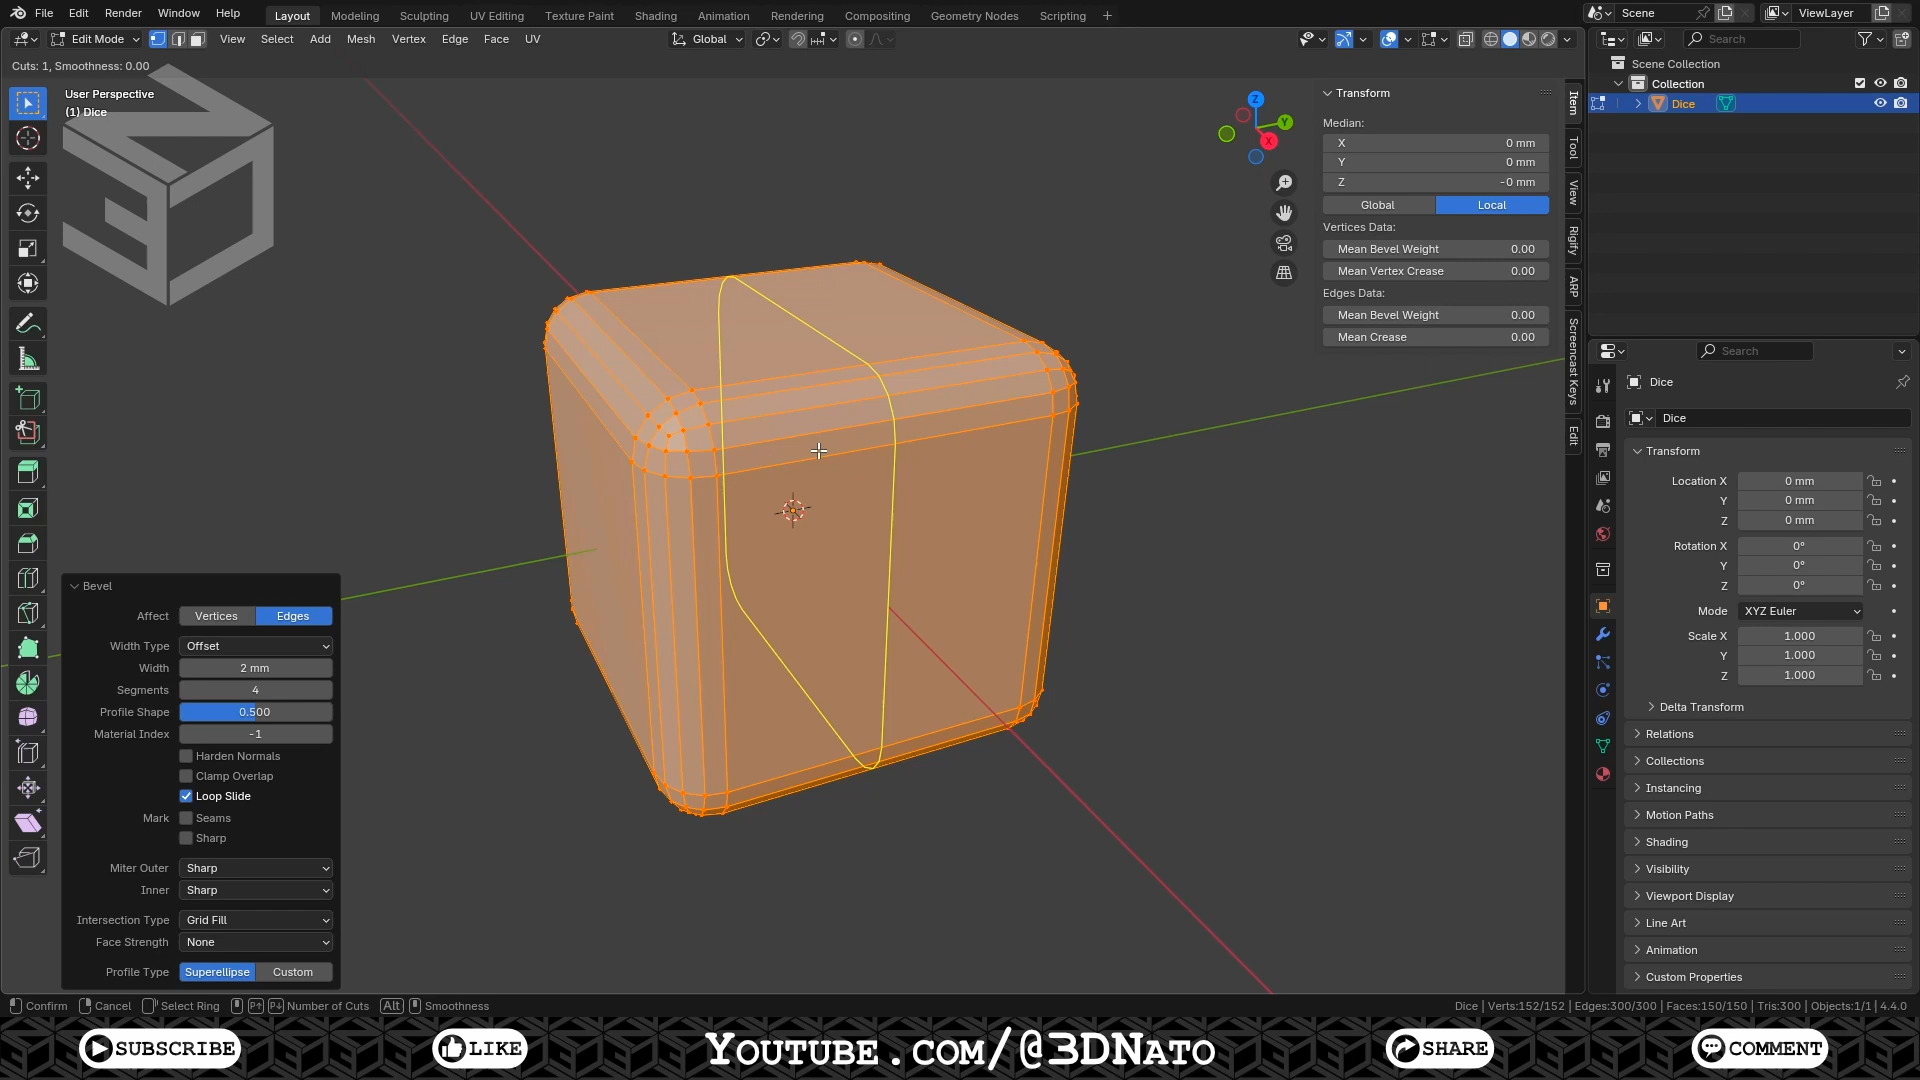 File Edit Render Window Help Layout Modeling Sculpting UV Editing Texture Paint Shading Animation Rendering Compositing Geometry Nodes Scripting + Scene ViewLayer
Edit Mode View Select Add Mesh Vertex Edge Face UV Global Search
Cuts: 1, Smoothness: 0.00
User Perspective
(1) Dice
Z
Y
X
Transform
Median:
X 0 mm
Y 0 mm
Z -0 mm
Global Local
Vertices Data:
Mean Bevel Weight 0.00
Mean Vertex Crease 0.00
Edges Data:
Mean Bevel Weight 0.00
Mean Crease 0.00
Item
Tool
View
Rigify
ARP
Screencast Keys
Edit
Scene Collection
Collection
Dice
Search
Dice
Dice
Transform
Location X 0 mm
Y 0 mm
Z 0 mm
Rotation X 0°
Y 0°
Z 0°
Mode XYZ Euler
Scale X 1.000
Y 1.000
Z 1.000
Delta Transform
Relations
Collections
Instancing
Motion Paths
Shading
Visibility
Viewport Display
Line Art
Animation
Custom Properties
Bevel
Affect Vertices Edges
Width Type Offset
Width 2 mm
Segments 4
Profile Shape 0.500
Material Index -1
Harden Normals
Clamp Overlap
Loop Slide
Mark Seams
Sharp
Miter Outer Sharp
Inner Sharp
Intersection Type Grid Fill
Face Strength None
Profile Type Superellipse Custom
Confirm Cancel Select Ring Number of Cuts Alt Smoothness Dice | Verts:152/152 | Edges:300/300 | Faces:150/150 | Tris:300 | Objects:1/1 | 4.4.0
SUBSCRIBE LIKE YOUTUBE.COM/@3DNATO SHARE COMMENT